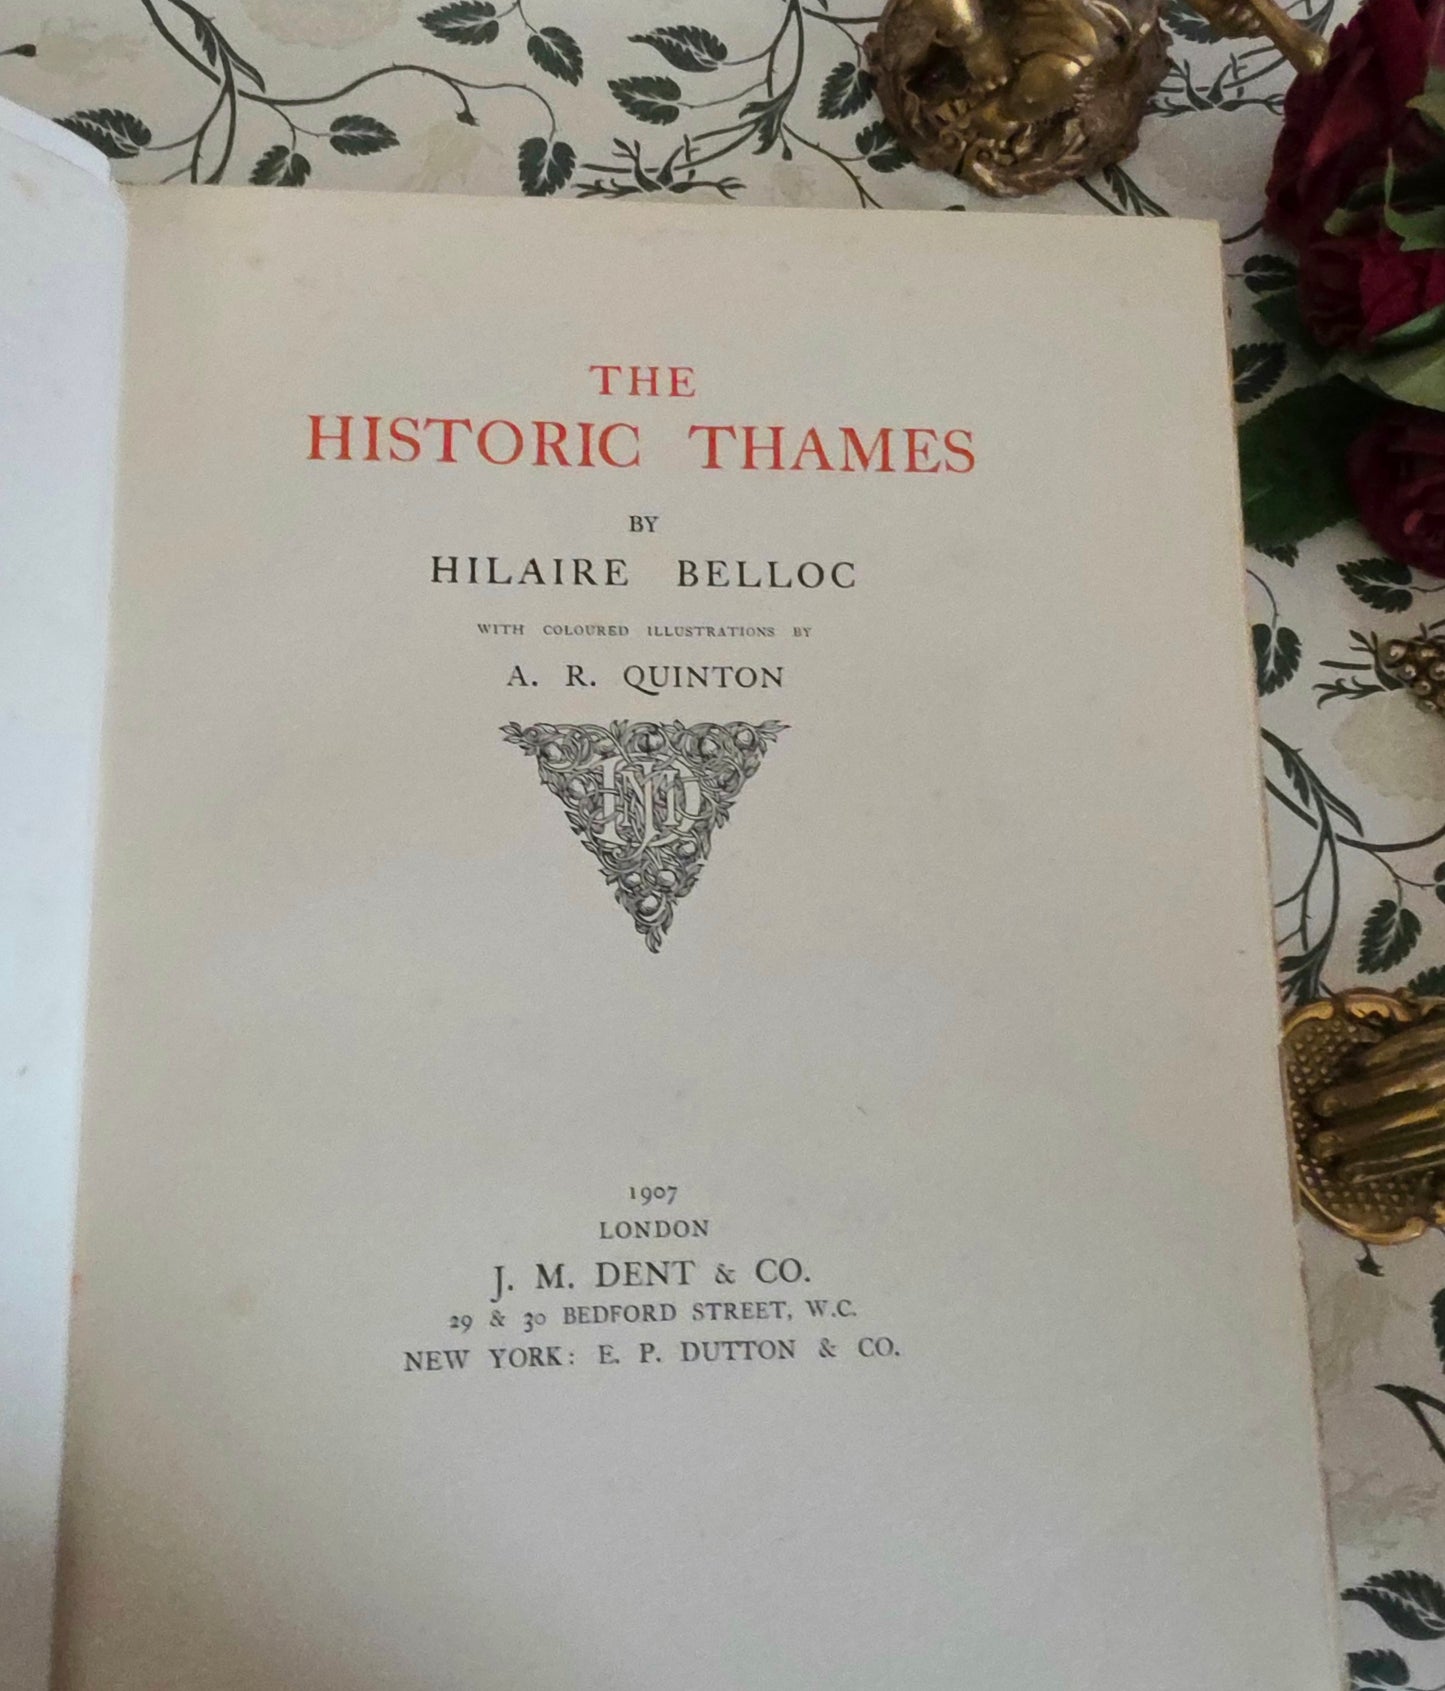 THE
HISTORIC THAMES
BY
HILAIRE BELLOC
WITH COLOURED ILLUSTRATIONS BY
A. R. QUINTON
JMD
1907
LONDON
J. M. DENT & CO.
29 & 30 BEDFORD STREET, W.C.
NEW YORK: E. P. DUTTON & CO.